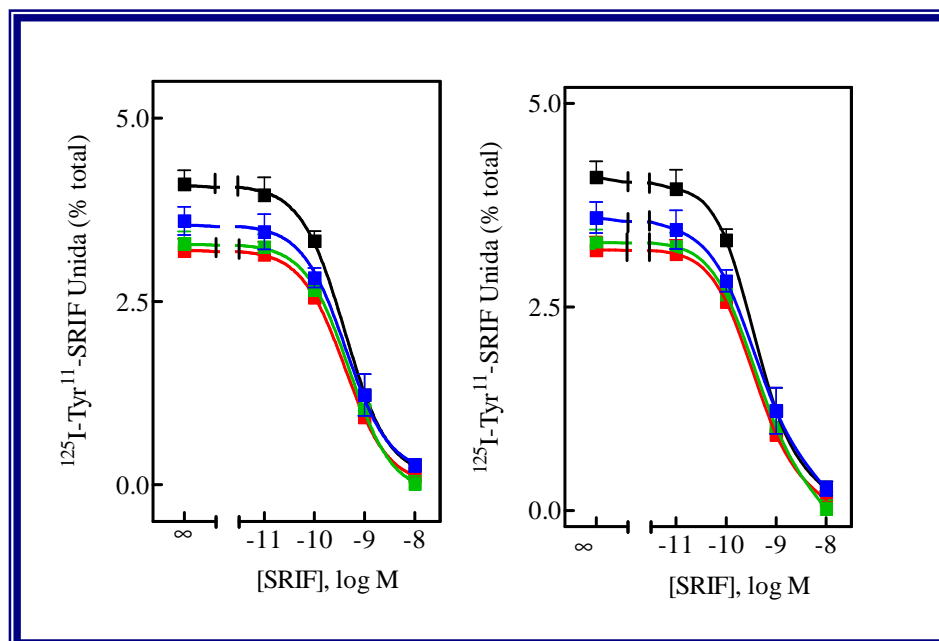 ¹²⁵I-Tyr¹¹-SRIF Unida (% total)
5.0
2.5
0.0
∞ -11 -10 -9 -8
[SRIF], log M
¹²⁵I-Tyr¹¹-SRIF Unida (% total)
5.0
2.5
0.0
∞ -11 -10 -9 -8
[SRIF], log M